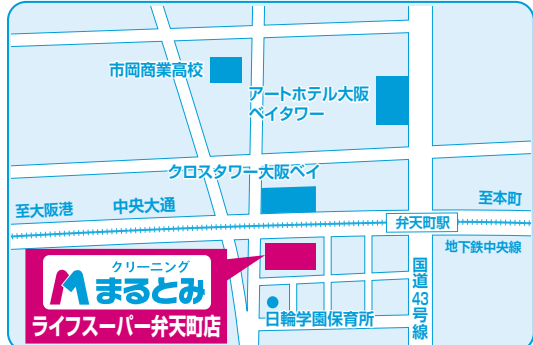 市岡商業高校
アートホテル大阪
ベイタワー
クロスタワー大阪ベイ
至大阪港
中央大通
至本町
弁天町駅
地下鉄中央線
クリーニング
まるとみ
ライフスーパー弁天町店
国道43号線
日輪学園保育所